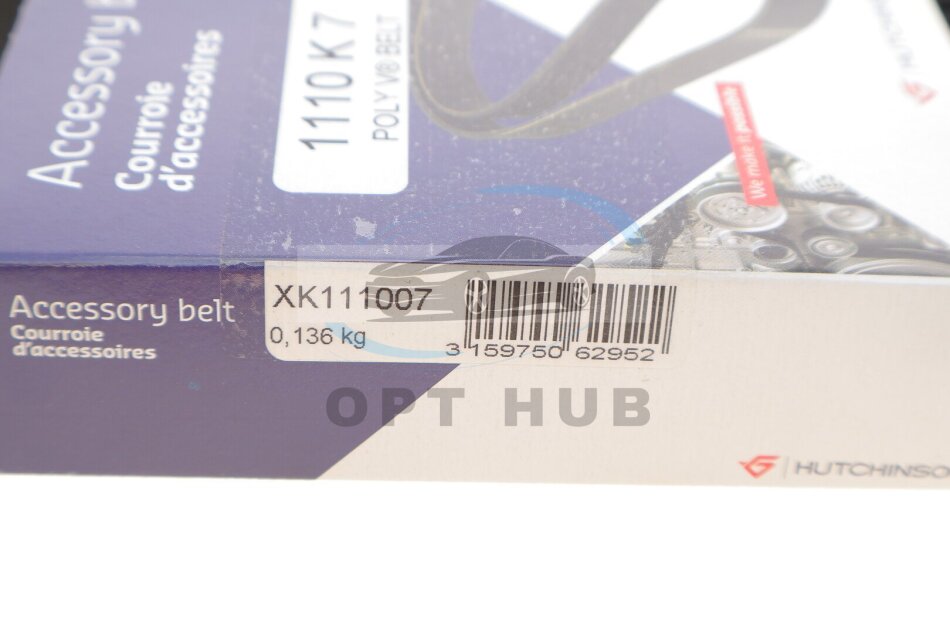 Accessory
Courroie
d'accessoires
1110 K 7
POLY V® BELT
We make it possible
Accessory belt
Courroie
d'accessoires
XK111007
0,136 kg
3 159750 62952
OPT HUB
HUTCHINSO